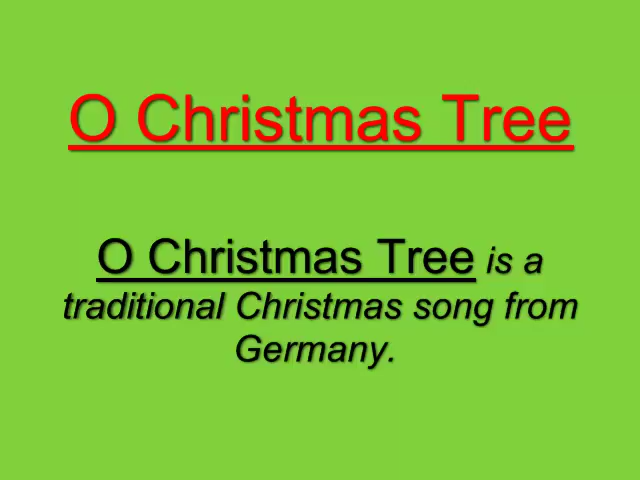 O Christmas Tree
O Christmas Tree is a
traditional Christmas song from
Germany.